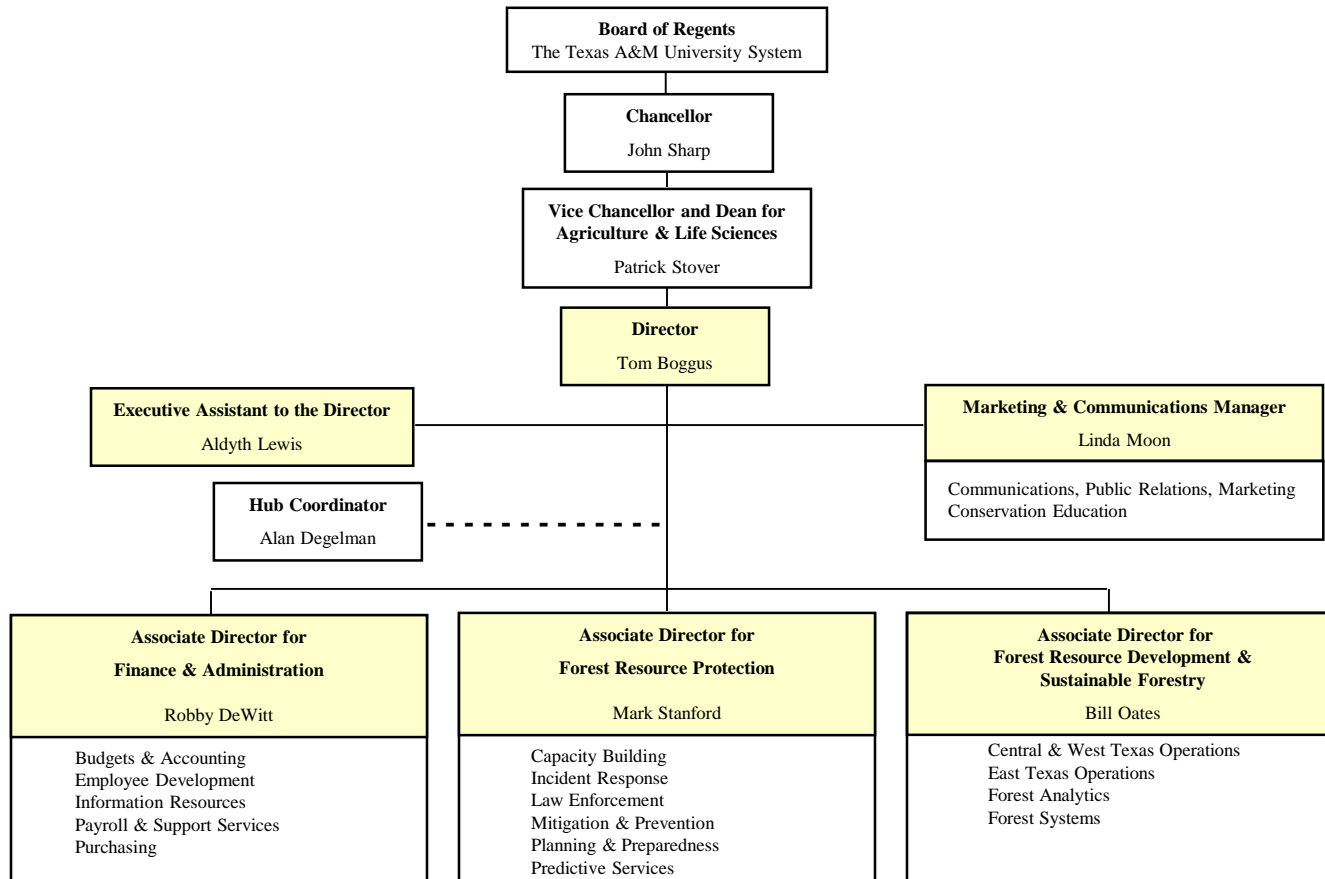 Board of Regents
The Texas A&M University System
Chancellor
John Sharp
Vice Chancellor and Dean for
Agriculture & Life Sciences
Patrick Stover
Director
Tom Boggus
Executive Assistant to the Director
Aldyth Lewis
Marketing & Communications Manager
Linda Moon
Communications, Public Relations, Marketing
Conservation Education
Hub Coordinator
Alan Degelman
Associate Director for
Finance & Administration
Robby DeWitt
Budgets & Accounting
Employee Development
Information Resources
Payroll & Support Services
Purchasing
Associate Director for
Forest Resource Protection
Mark Stanford
Capacity Building
Incident Response
Law Enforcement
Mitigation & Prevention
Planning & Preparedness
Predictive Services
Associate Director for
Forest Resource Development &
Sustainable Forestry
Bill Oates
Central & West Texas Operations
East Texas Operations
Forest Analytics
Forest Systems